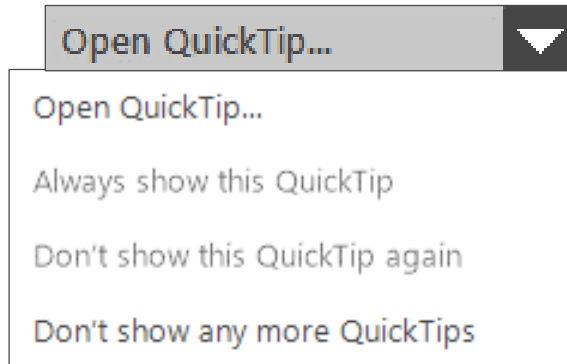 Open QuickTip...
Open QuickTip...
Always show this QuickTip
Don't show this QuickTip again
Don't show any more QuickTips